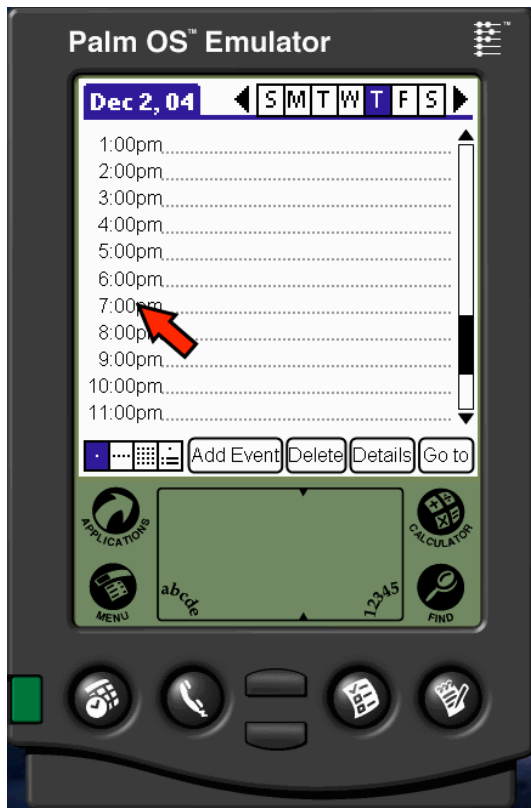 Palm OS™ Emulator
™
Dec 2, 04
S M T W T F S
1:00pm
2:00pm
3:00pm
4:00pm
5:00pm
6:00pm
7:00pm
8:00pm
9:00pm
10:00pm
11:00pm
Add Event Delete Details Go to
APPLICATIONS
CALCULATOR
MENU
abcde
12345
FIND